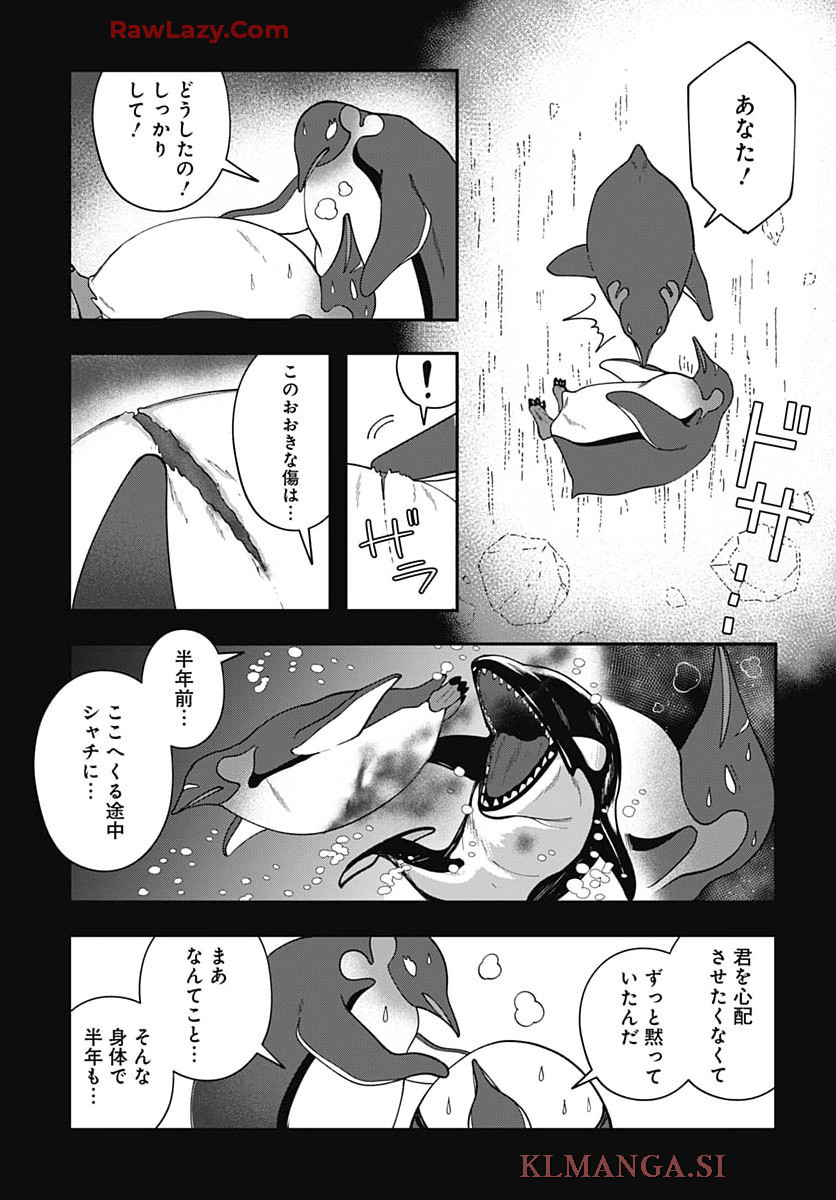 RawLazy.Com
あなた！
ドサ…
どうしたの！
しっかり
して！
！
ザラ
このおおきな傷は…
半年前…
ここへくる途中
シャチに…
君を心配
させたくなくて
ずっと黙って
いたんだ
まあ
なんてこと…
そんな
身体で
半年も…
KLMANGA.SI